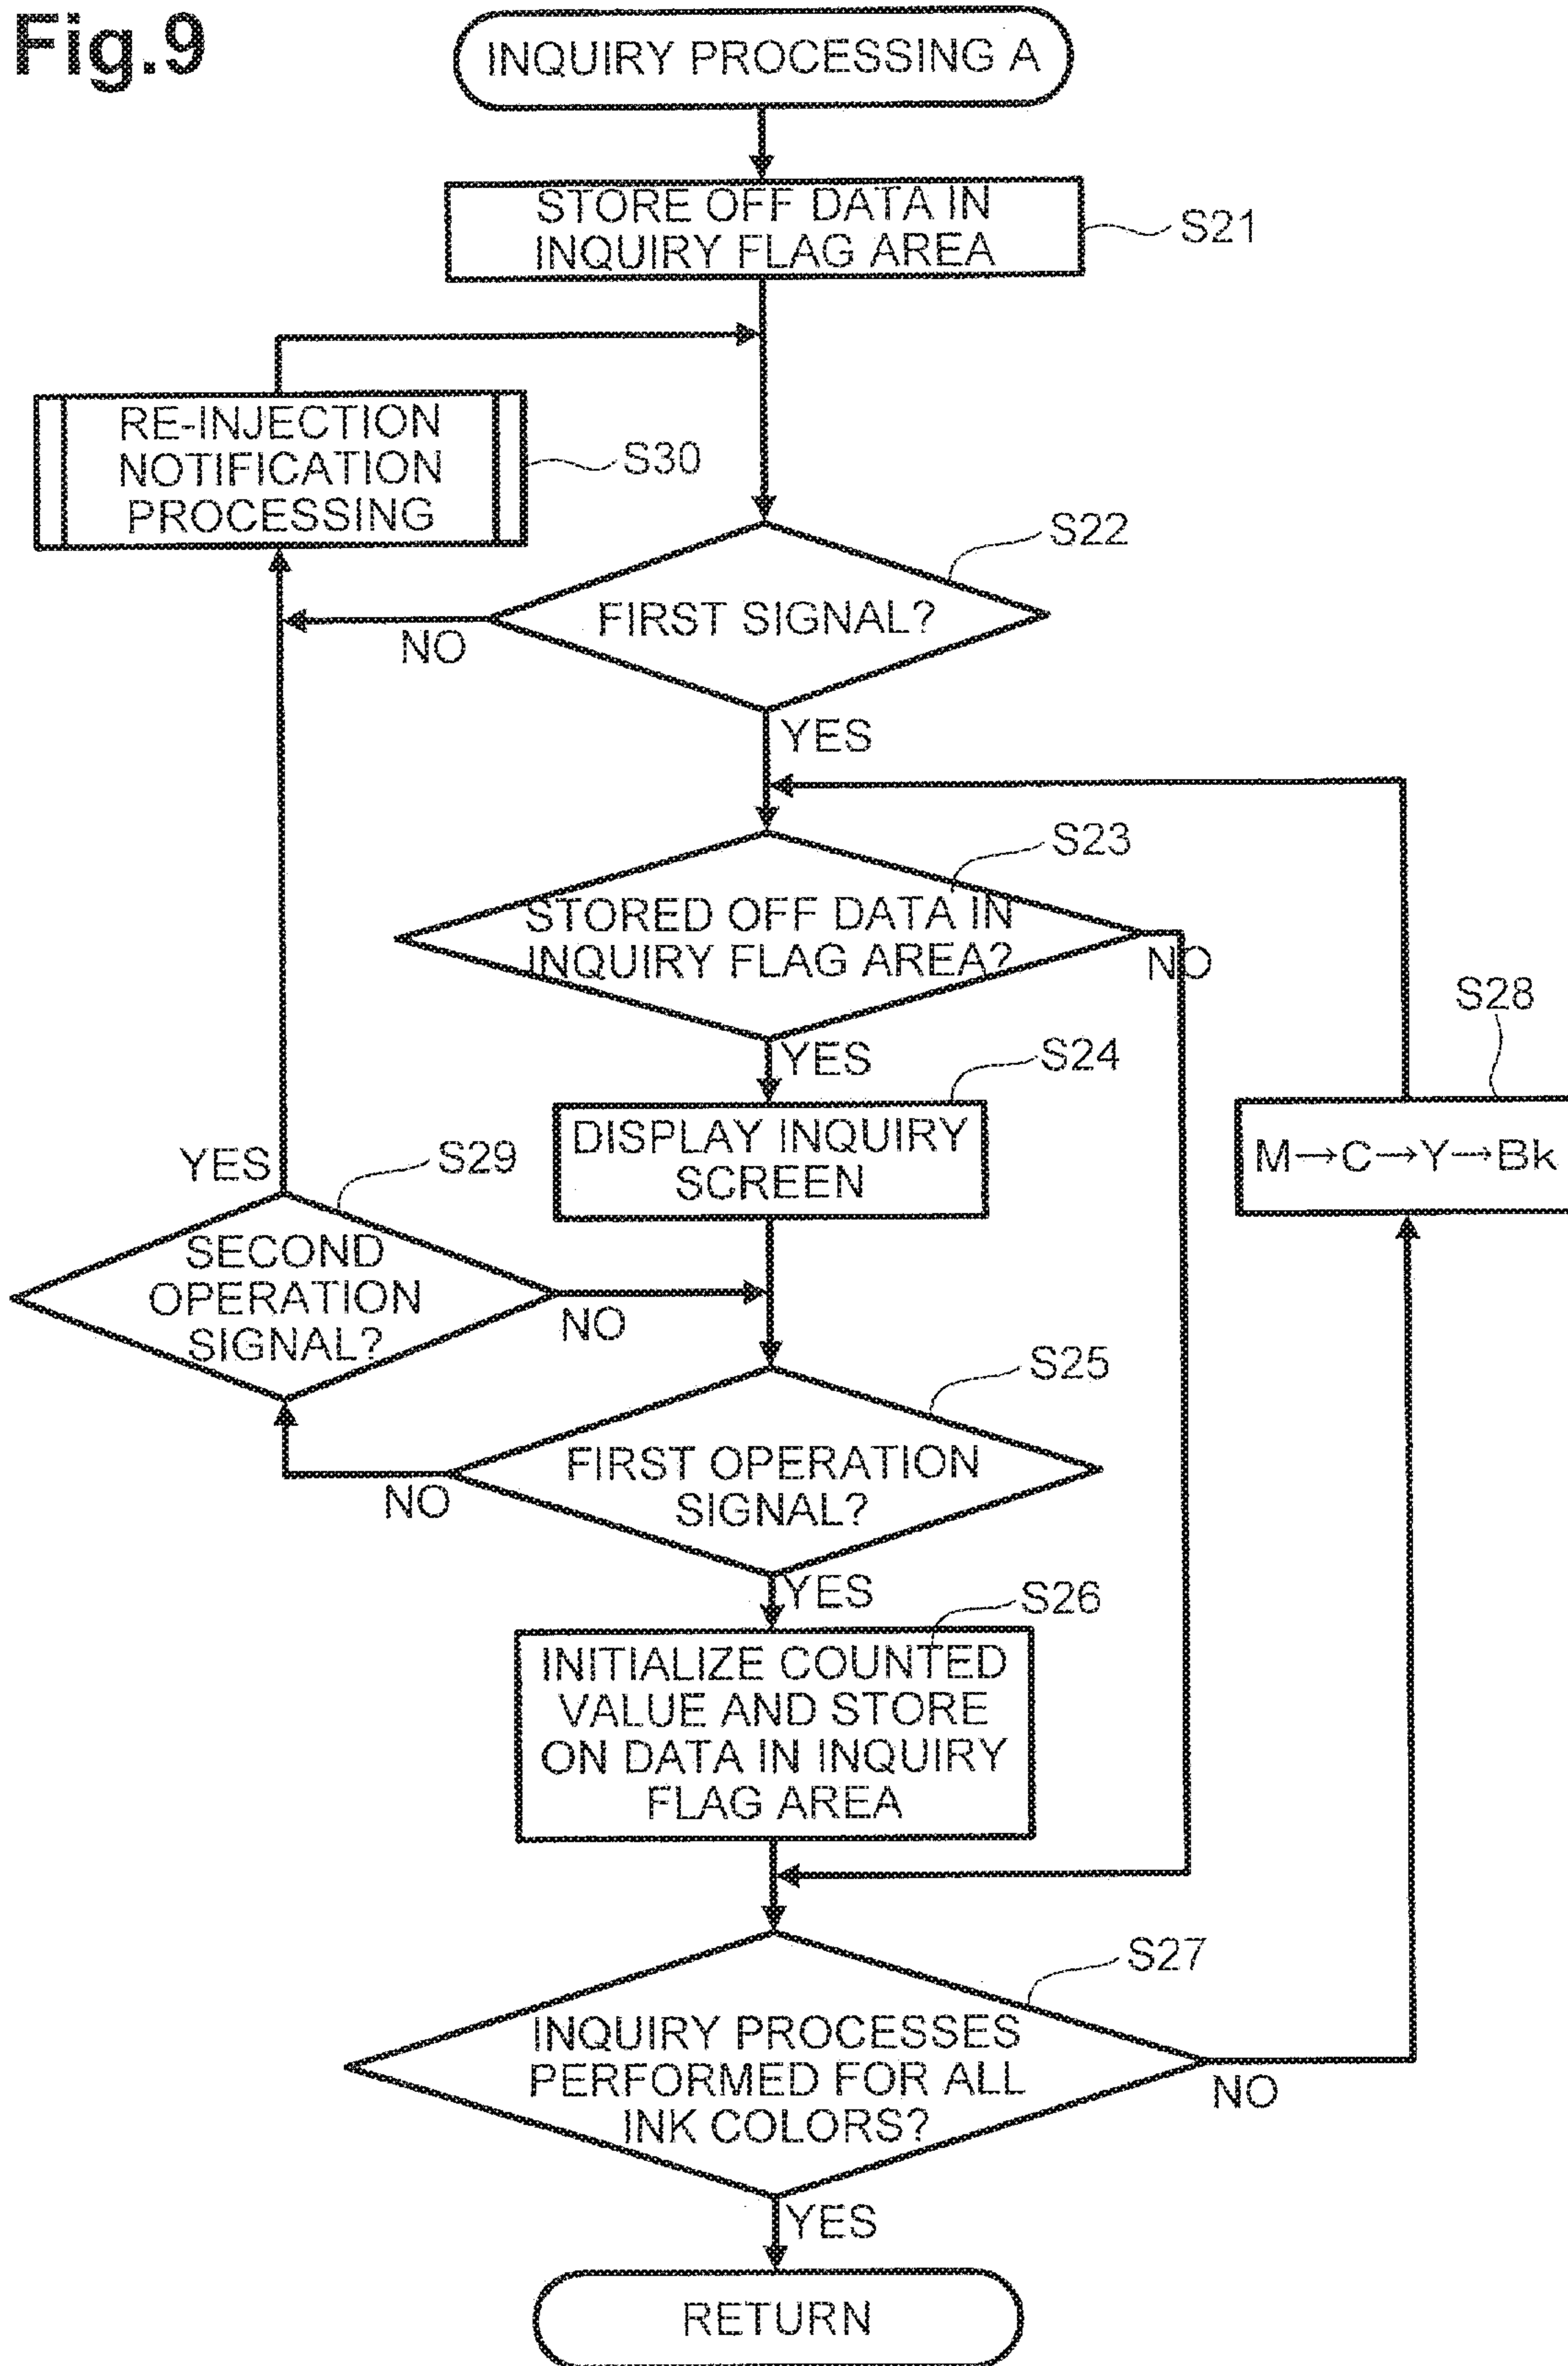 Fig.9
INQUIRY PROCESSING A
STORE OFF DATA IN
INQUIRY FLAG AREA
S21
RE-INJECTION
NOTIFICATION
PROCESSING
S30
S22
FIRST SIGNAL?
NO
YES
S23
STORED OFF DATA IN
INQUIRY FLAG AREA?
NO
YES
S24
DISPLAY INQUIRY
SCREEN
S28
M→C→Y→Bk
YES
S29
SECOND
OPERATION
SIGNAL?
NO
S25
FIRST OPERATION
SIGNAL?
NO
YES
S26
INITIALIZE COUNTED
VALUE AND STORE
ON DATA IN INQUIRY
FLAG AREA
S27
INQUIRY PROCESSES
PERFORMED FOR ALL
INK COLORS?
NO
YES
RETURN